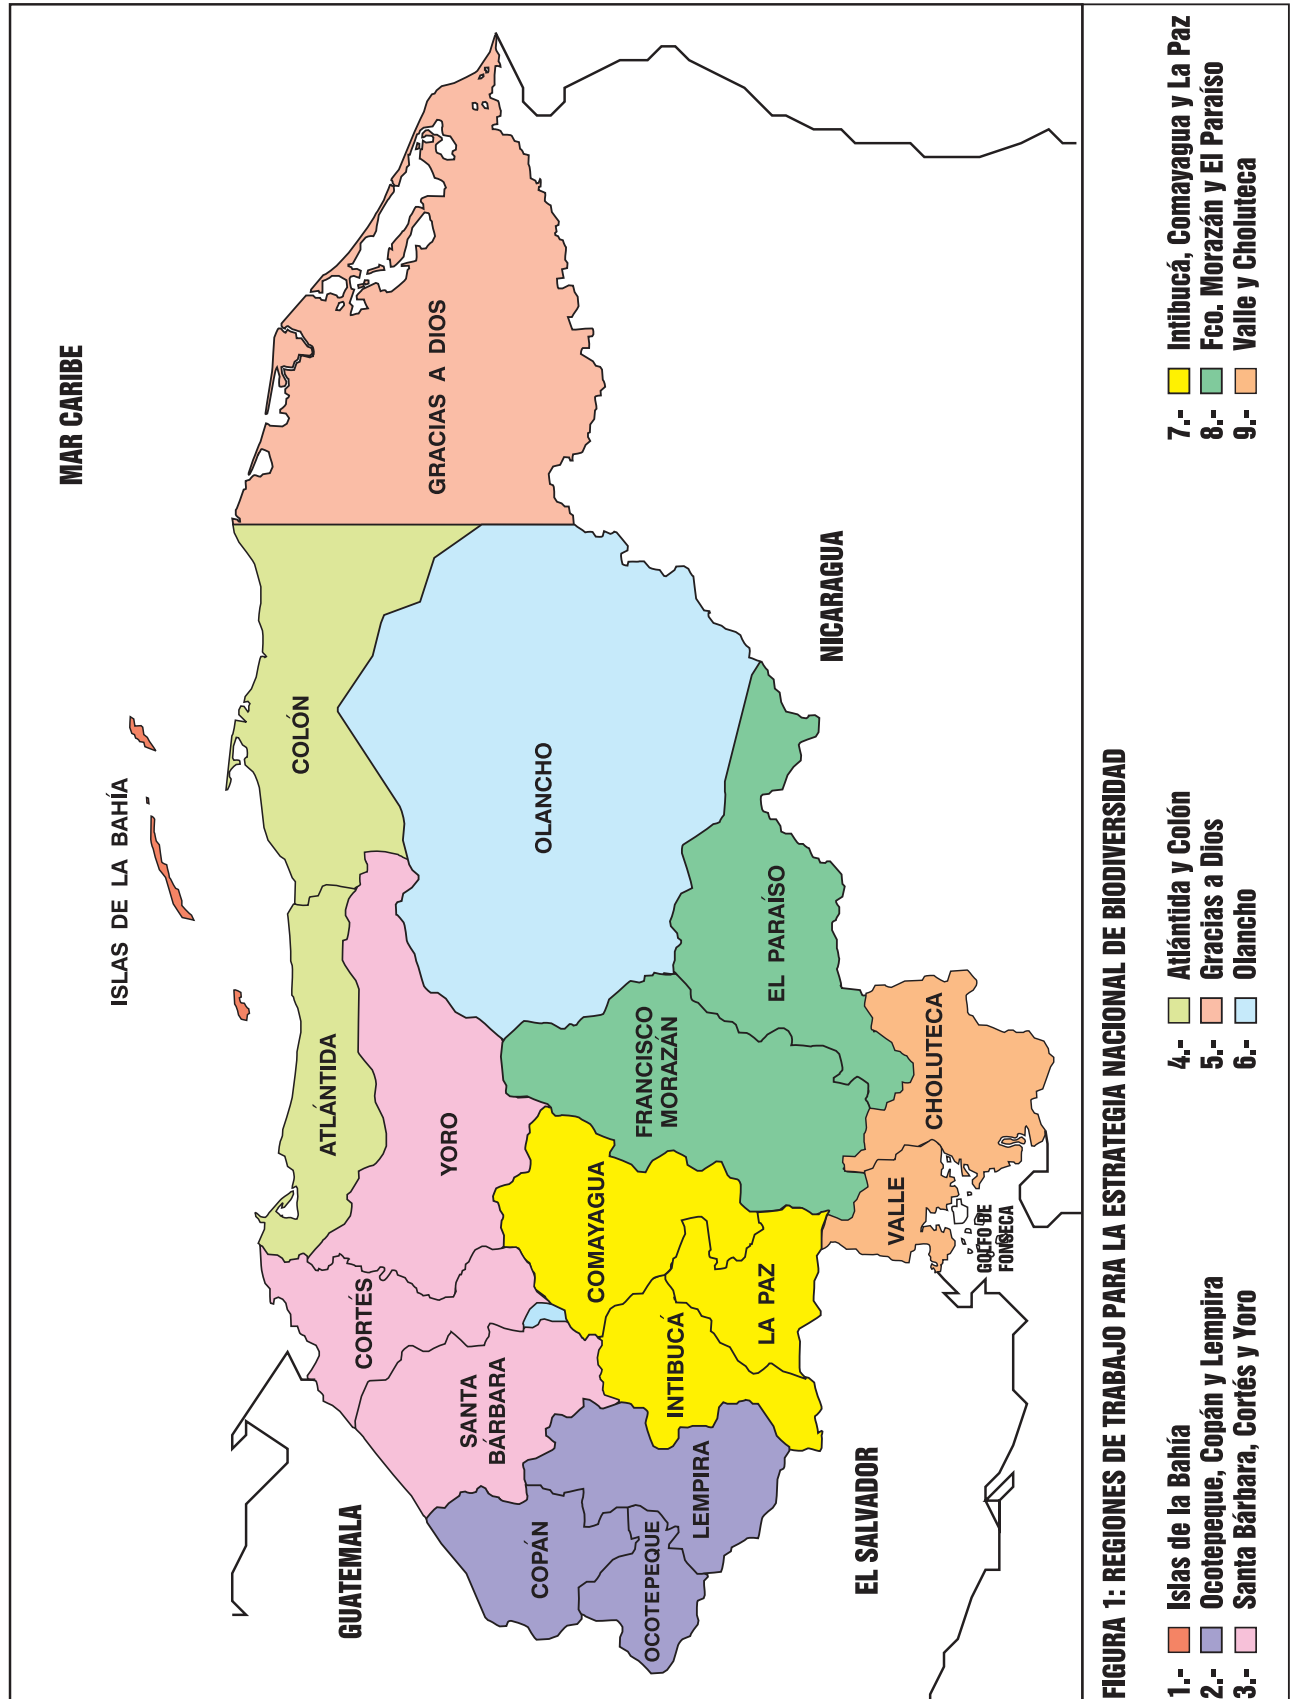 MAR CARIBE
ISLAS DE LA BAHÍA
GUATEMALA
CORTÉS
ATLÁNTIDA
COLÓN
GRACIAS A DIOS
YORO
SANTA
BÁRBARA
COPÁN
OCOTEPEQUE
LEMPIRA
INTIBUCÁ
COMAYAGUA
LA PAZ
FRANCISCO
MORAZÁN
OLANCHO
EL PARAÍSO
VALLE
CHOLUTECA
GOLFO DE
FONSECA
EL SALVADOR
NICARAGUA
FIGURA 1: REGIONES DE TRABAJO PARA LA ESTRATEGIA NACIONAL DE BIODIVERSIDAD
1.- Islas de la Bahía
2.- Ocotepeque, Copán y Lempira
3.- Santa Bárbara, Cortés y Yoro
4.- Atlántida y Colón
5.- Gracias a Dios
6.- Olancho
7.- Intibucá, Comayagua y La Paz
8.- Fco. Morazán y El Paraíso
9.- Valle y Choluteca